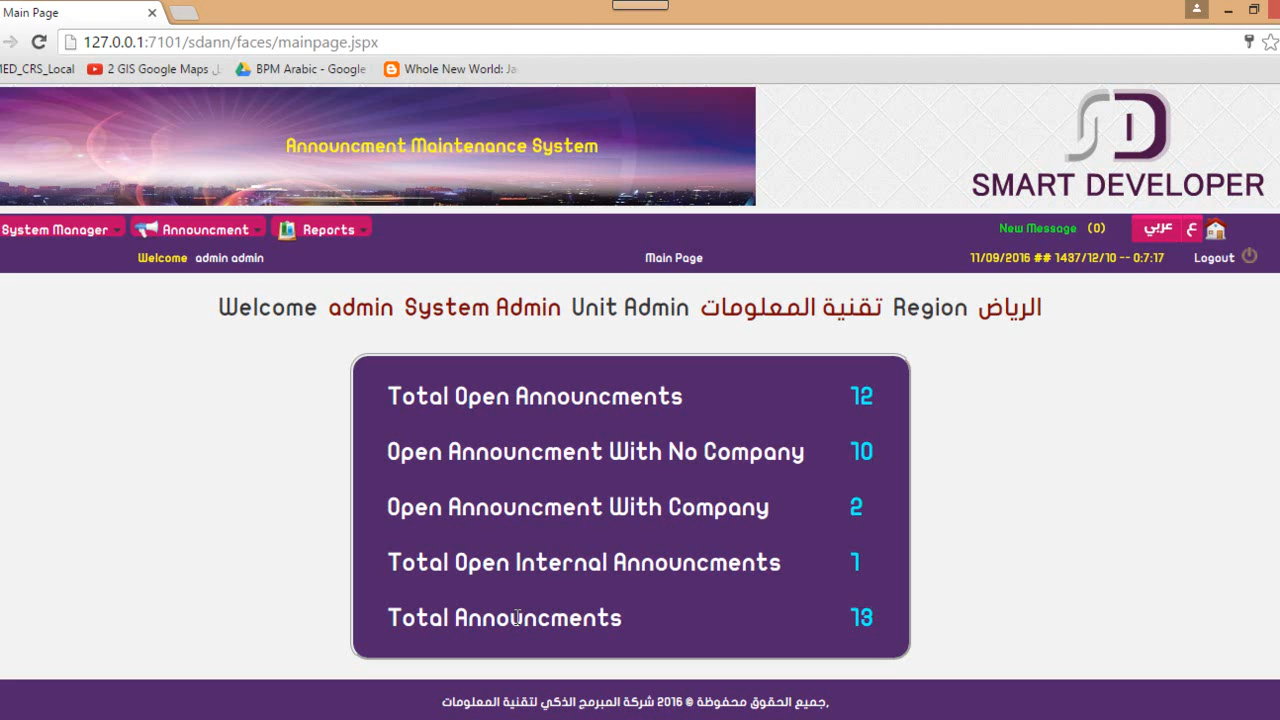 Main Page
127.0.0.1:7101/sdann/faces/mainpage.jspx
MED_CRS_Local 2 GIS Google Maps BPM Arabic - Google Whole New World: Ja
Announcment Maintenance System
SD
SMART DEVELOPER
System Manager Announcment Reports New Message (0) عربي ع
Welcome admin admin Main Page 11/09/2016 ## 1437/12/10 -- 0:7:17 Logout
Welcome admin System Admin Unit Admin تقنية المعلومات Region الرياض
Total Open Announcments 12
Open Announcment With No Company 10
Open Announcment With Company 2
Total Open Internal Announcments 1
Total Announcments 13
جميع الحقوق محفوظة © 2016 شركة المبرمج الذكي لتقنية المعلومات,